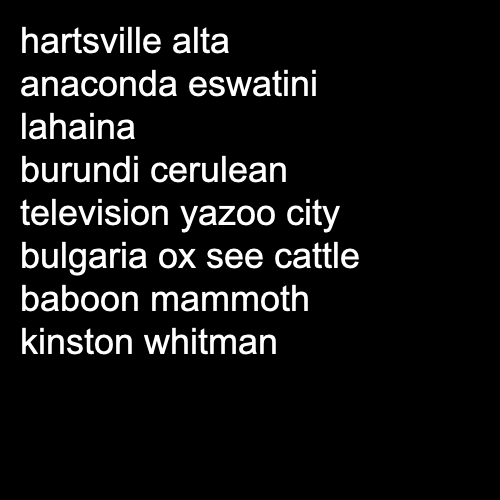 hartsville alta
anaconda eswatini
lahaina
burundi cerulean
television yazoo city
bulgaria ox see cattle
baboon mammoth
kinston whitman